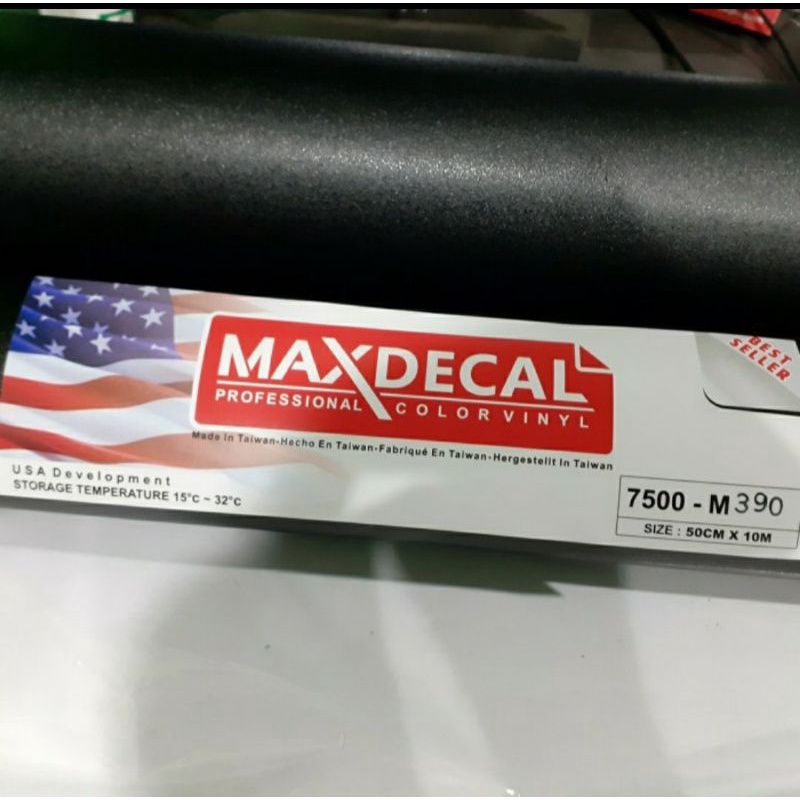 MAXDECAL
PROFESSIONAL COLOR VINYL
BEST
SELLER
Made In Taiwan-Hecho En Taiwan-Fabriqué En Taiwan-Hergestellt In Taiwan
USA Development
STORAGE TEMPERATURE 15°C ~ 32°C
7500 - M390
SIZE : 50CM X 10M